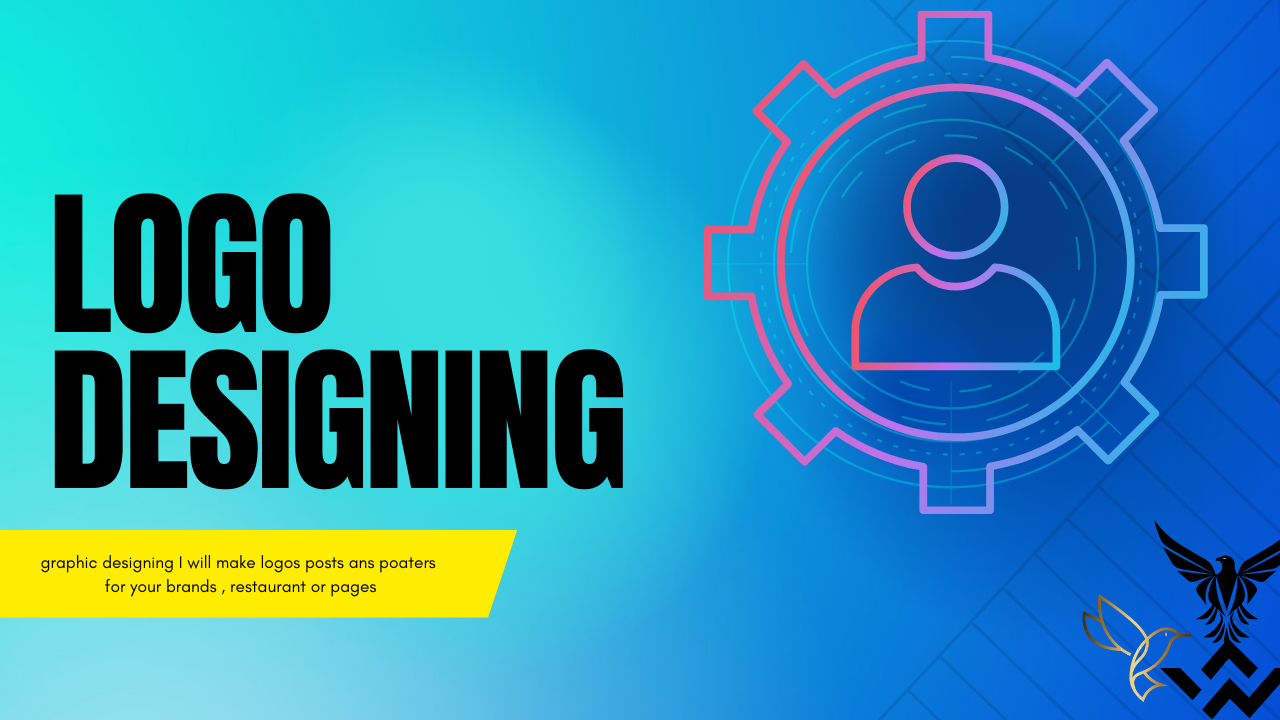 LOGO
DESIGNING
graphic designing I will make logos posts ans poaters
for your brands , restaurant or pages